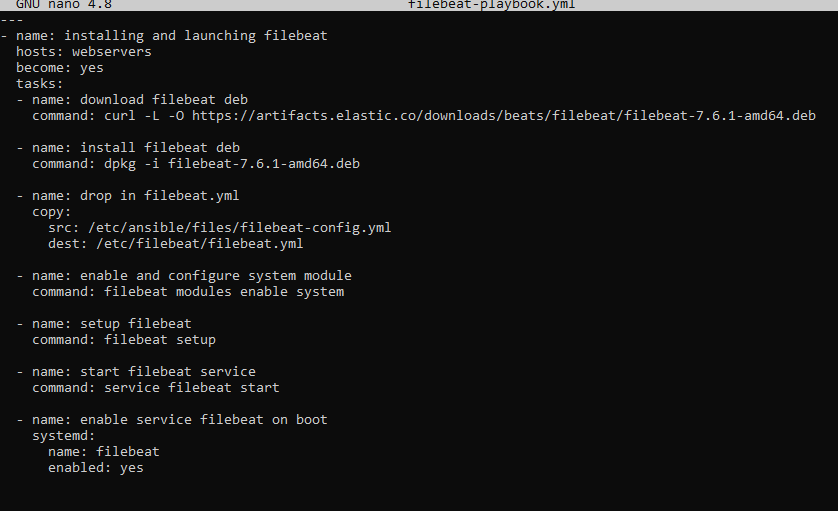 GNU nano 4.8 filebeat-playbook.yml
---
- name: installing and launching filebeat
  hosts: webservers
  become: yes
  tasks:
  - name: download filebeat deb
    command: curl -L -O https://artifacts.elastic.co/downloads/beats/filebeat/filebeat-7.6.1-amd64.deb

  - name: install filebeat deb
    command: dpkg -i filebeat-7.6.1-amd64.deb

  - name: drop in filebeat.yml
    copy:
      src: /etc/ansible/files/filebeat-config.yml
      dest: /etc/filebeat/filebeat.yml

  - name: enable and configure system module
    command: filebeat modules enable system

  - name: setup filebeat
    command: filebeat setup

  - name: start filebeat service
    command: service filebeat start

  - name: enable service filebeat on boot
    systemd:
      name: filebeat
      enabled: yes